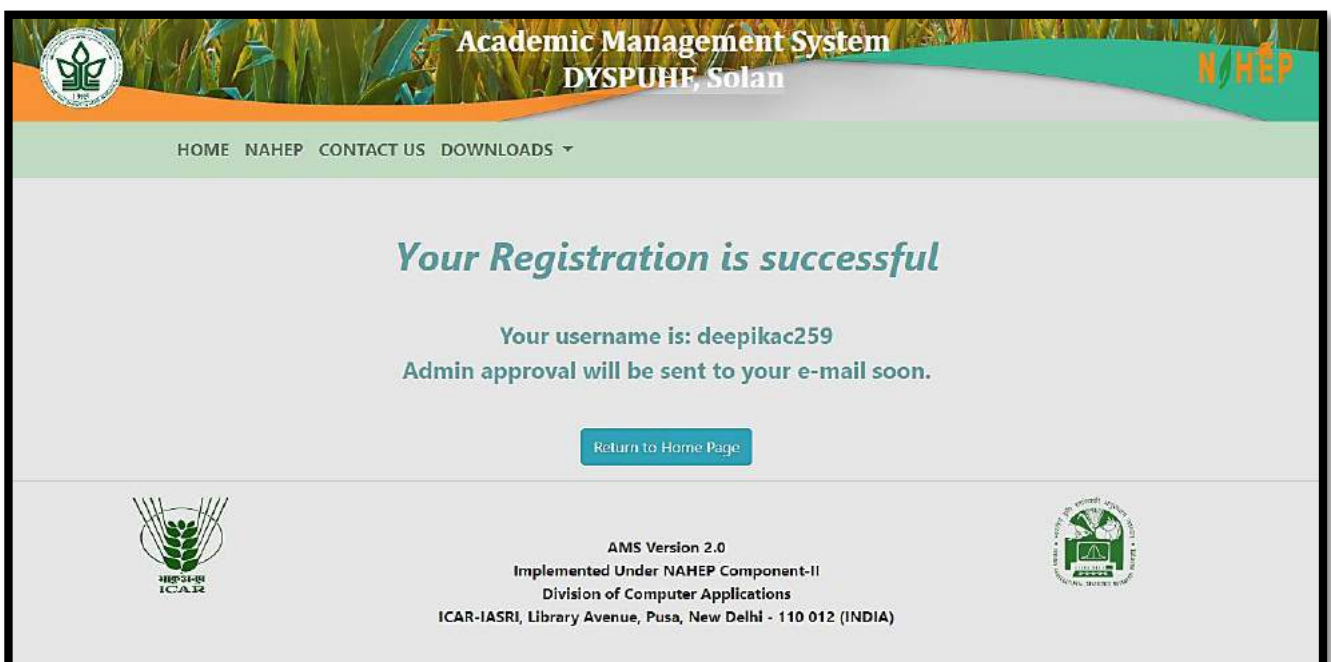 Academic Management System
DYSPUHF, Solan
NAHEP
HOME NAHEP CONTACT US DOWNLOADS
Your Registration is successful
Your username is: deepikac259
Admin approval will be sent to your e-mail soon.
Return to Home Page
भाकृअनुप
ICAR
AMS Version 2.0
Implemented Under NAHEP Component-II
Division of Computer Applications
ICAR-IASRI, Library Avenue, Pusa, New Delhi - 110 012 (INDIA)